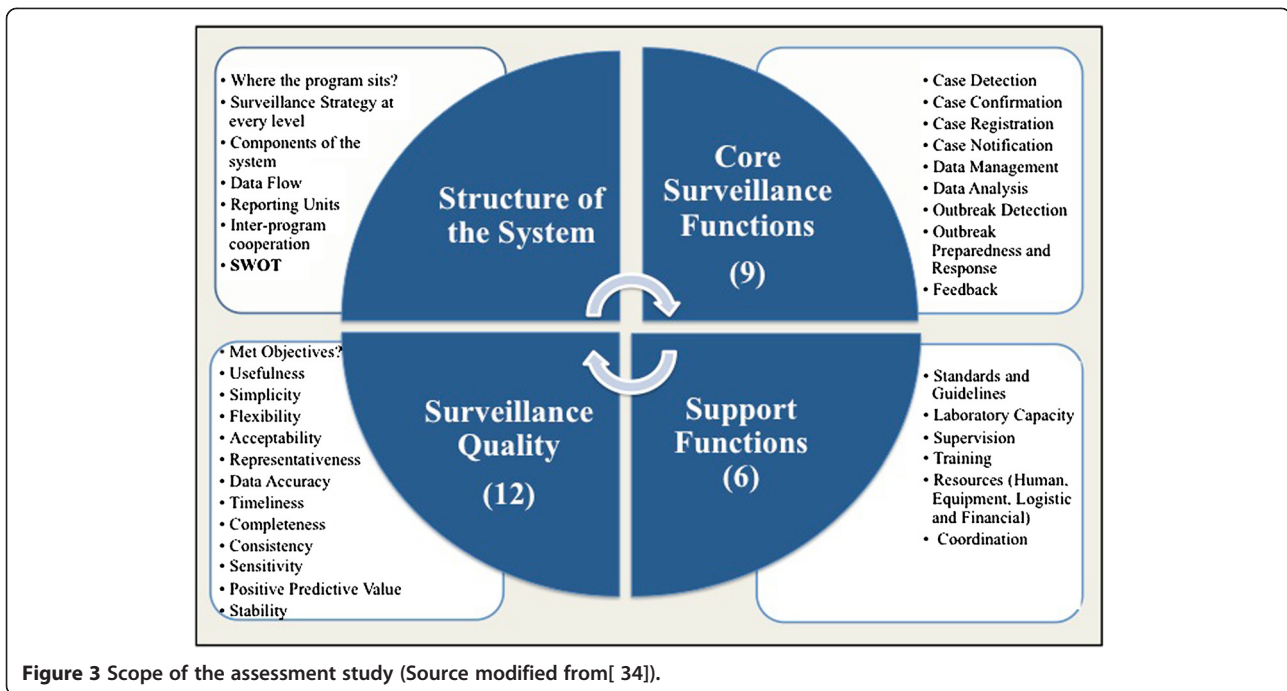 • Where the program sits?
• Surveillance Strategy at
every level
• Components of the
system
• Data Flow
• Reporting Units
• Inter-program
cooperation
• SWOT
Structure of
the System
Core
Surveillance
Functions
(9)
• Case Detection
• Case Confirmation
• Case Registration
• Case Notification
• Data Management
• Data Analysis
• Outbreak Detection
• Outbreak
Preparedness and
Response
• Feedback
• Met Objectives?
• Usefulness
• Simplicity
• Flexibility
• Acceptability
• Representativeness
• Data Accuracy
• Timeliness
• Completeness
• Consistency
• Sensitivity
• Positive Predictive Value
• Stability
Surveillance
Quality
(12)
Support
Functions
(6)
• Standards and
Guidelines
• Laboratory Capacity
• Supervision
• Training
• Resources (Human,
Equipment, Logistic
and Financial)
• Coordination
Figure 3 Scope of the assessment study (Source modified from[ 34]).